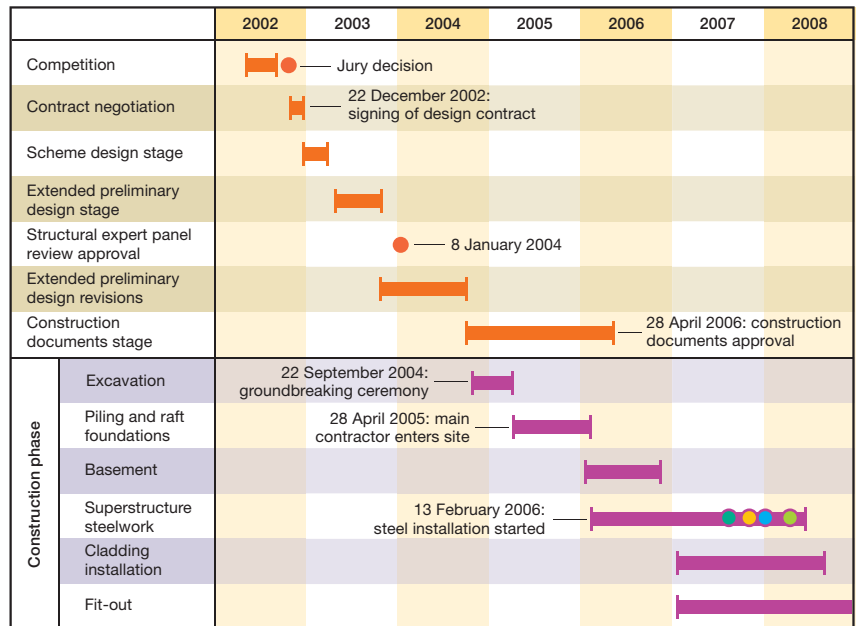 2002 2003 2004 2005 2006 2007 2008
Competition
Jury decision
Contract negotiation
22 December 2002:
signing of design contract
Scheme design stage
Extended preliminary
design stage
Structural expert panel
review approval
8 January 2004
Extended preliminary
design revisions
Construction
documents stage
28 April 2006: construction
documents approval
Construction phase
Excavation
22 September 2004:
groundbreaking ceremony
Piling and raft
foundations
28 April 2005: main
contractor enters site
Basement
Superstructure
steelwork
13 February 2006:
steel installation started
Cladding
installation
Fit-out